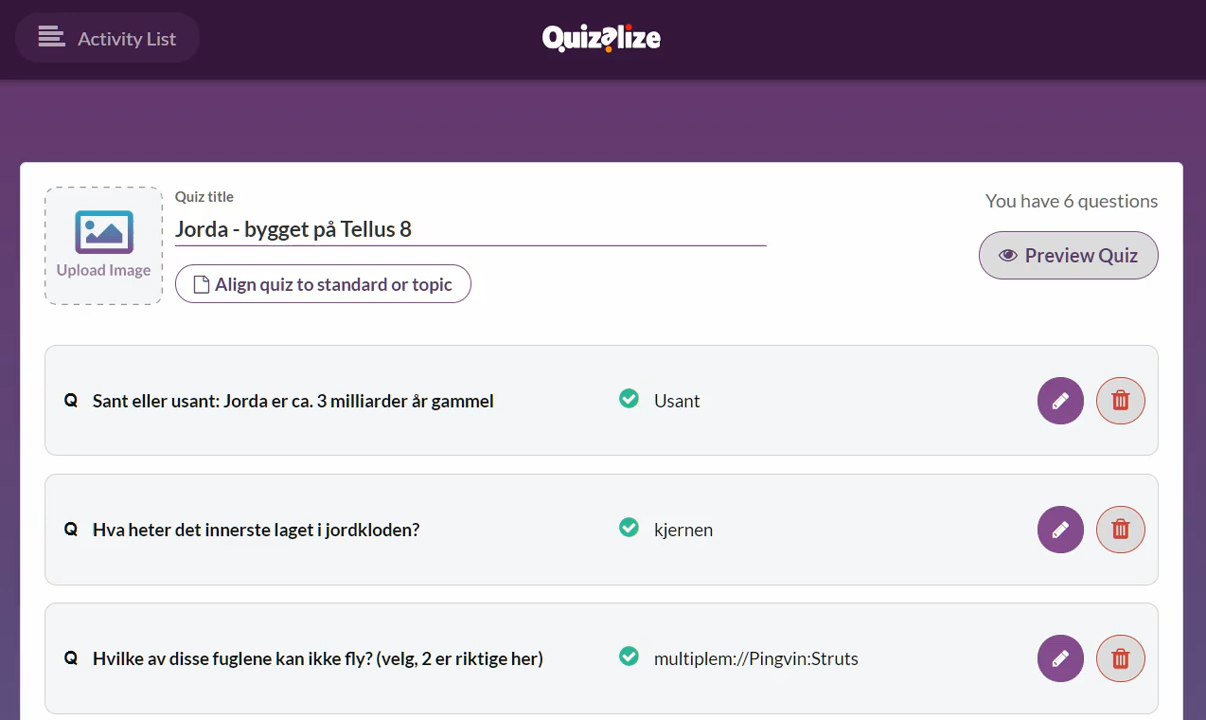 Activity List
Quizalize
Quiz title
Jorda - bygget på Tellus 8
Upload Image
Align quiz to standard or topic
You have 6 questions
Preview Quiz
Q Sant eller usant: Jorda er ca. 3 milliarder år gammel Usant
Q Hva heter det innerste laget i jordkloden? kjernen
Q Hvilke av disse fuglene kan ikke fly? (velg, 2 er riktige her) multiplem://Pingvin:Struts